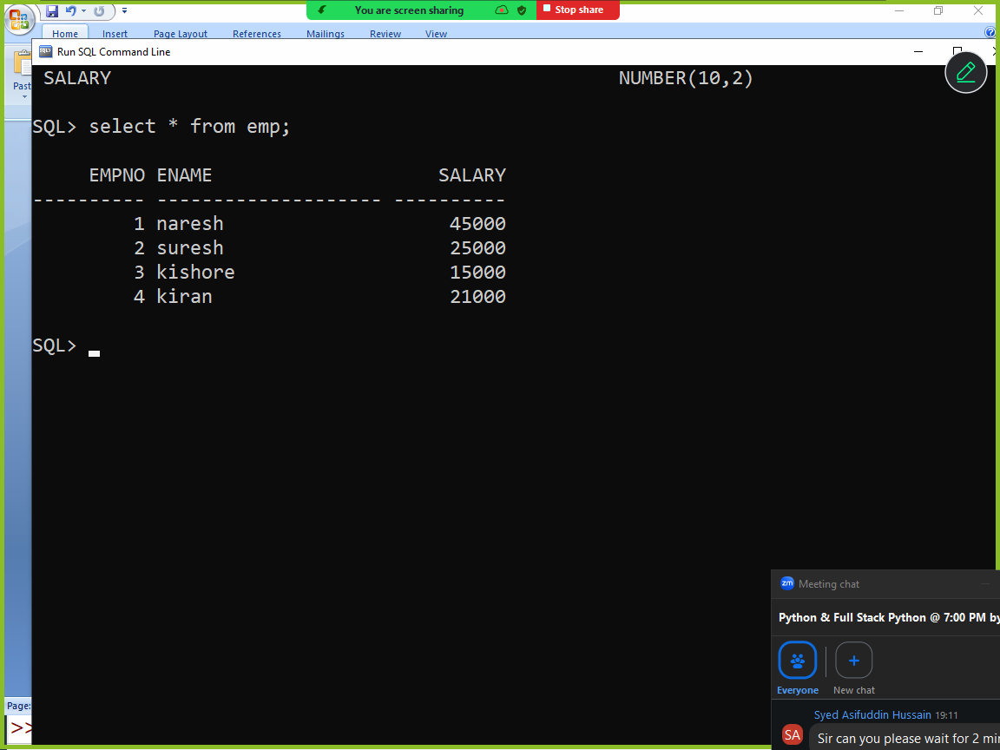 You are screen sharing Stop share
Home Insert Page Layout References Mailings Review View
Run SQL Command Line
SALARY NUMBER(10,2)
SQL> select * from emp;
EMPNO ENAME SALARY
---------- -------------------- ----------
1 naresh 45000
2 suresh 25000
3 kishore 15000
4 kiran 21000
SQL>
Meeting chat
Python & Full Stack Python @ 7:00 PM by
Everyone New chat
Page:
Syed Asifuddin Hussain 19:11
>>
SA Sir can you please wait for 2